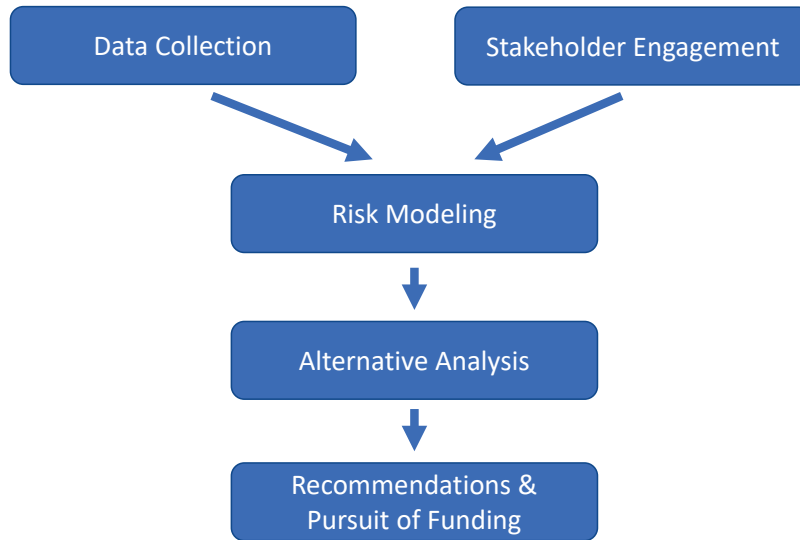 Data Collection
Stakeholder Engagement
Risk Modeling
Alternative Analysis
Recommendations &
Pursuit of Funding